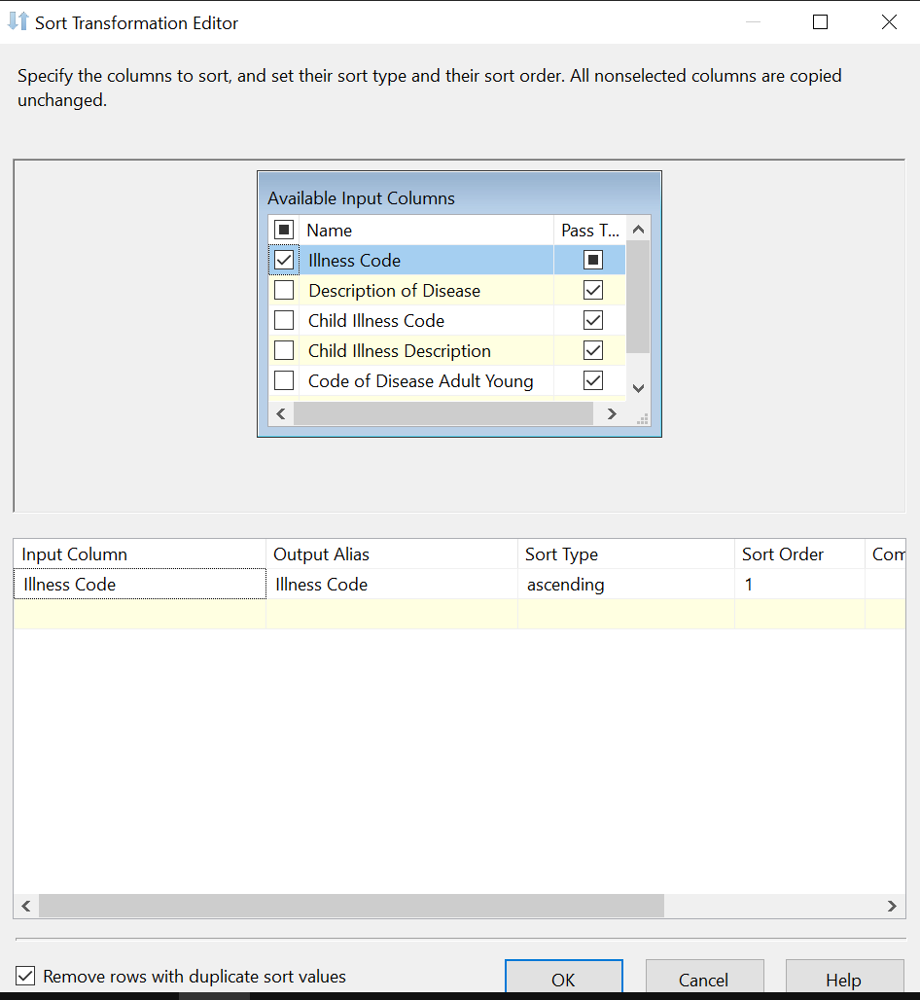 Sort Transformation Editor
Specify the columns to sort, and set their sort type and their sort order. All nonselected columns are copied
unchanged.
Available Input Columns
Name Pass T...
Illness Code
Description of Disease
Child Illness Code
Child Illness Description
Code of Disease Adult Young
Input Column Output Alias Sort Type Sort Order Com
Illness Code Illness Code ascending 1
Remove rows with duplicate sort values OK Cancel Help